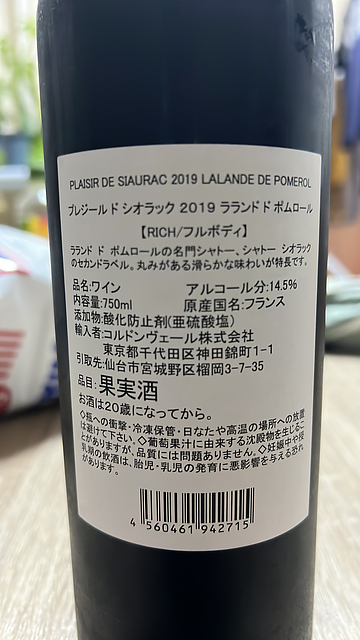 PLAISIR DE SIAURAC 2019 LALANDE DE POMEROL
プレジール ド シオラック 2019 ラランド ド ポムロール
【RICH/フルボディ】
ラランド ド ポムロールの名門シャトー、シャトー シオラック
のセカンドラベル。丸みがある滑らかな味わいが特長です。
品名:ワイン アルコール分:14.5%
内容量:750ml 原産国名:フランス
添加物:酸化防止剤(亜硫酸塩)
輸入者:コルドンヴェール株式会社
東京都千代田区神田錦町1-1
引取先:仙台市宮城野区榴岡3-7-35
品目:果実酒
お酒は20歳になってから。
◇瓶への衝撃・冷凍保管・日なたや高温の場所への放置
は避けて下さい。◇葡萄果汁に由来する沈殿物を生じるこ
とがありますが、品質には問題ありません。◇妊娠中や授
乳期の飲酒は、胎児・乳児の発育に悪影響を与える恐れ
があります。
4 560461 942715